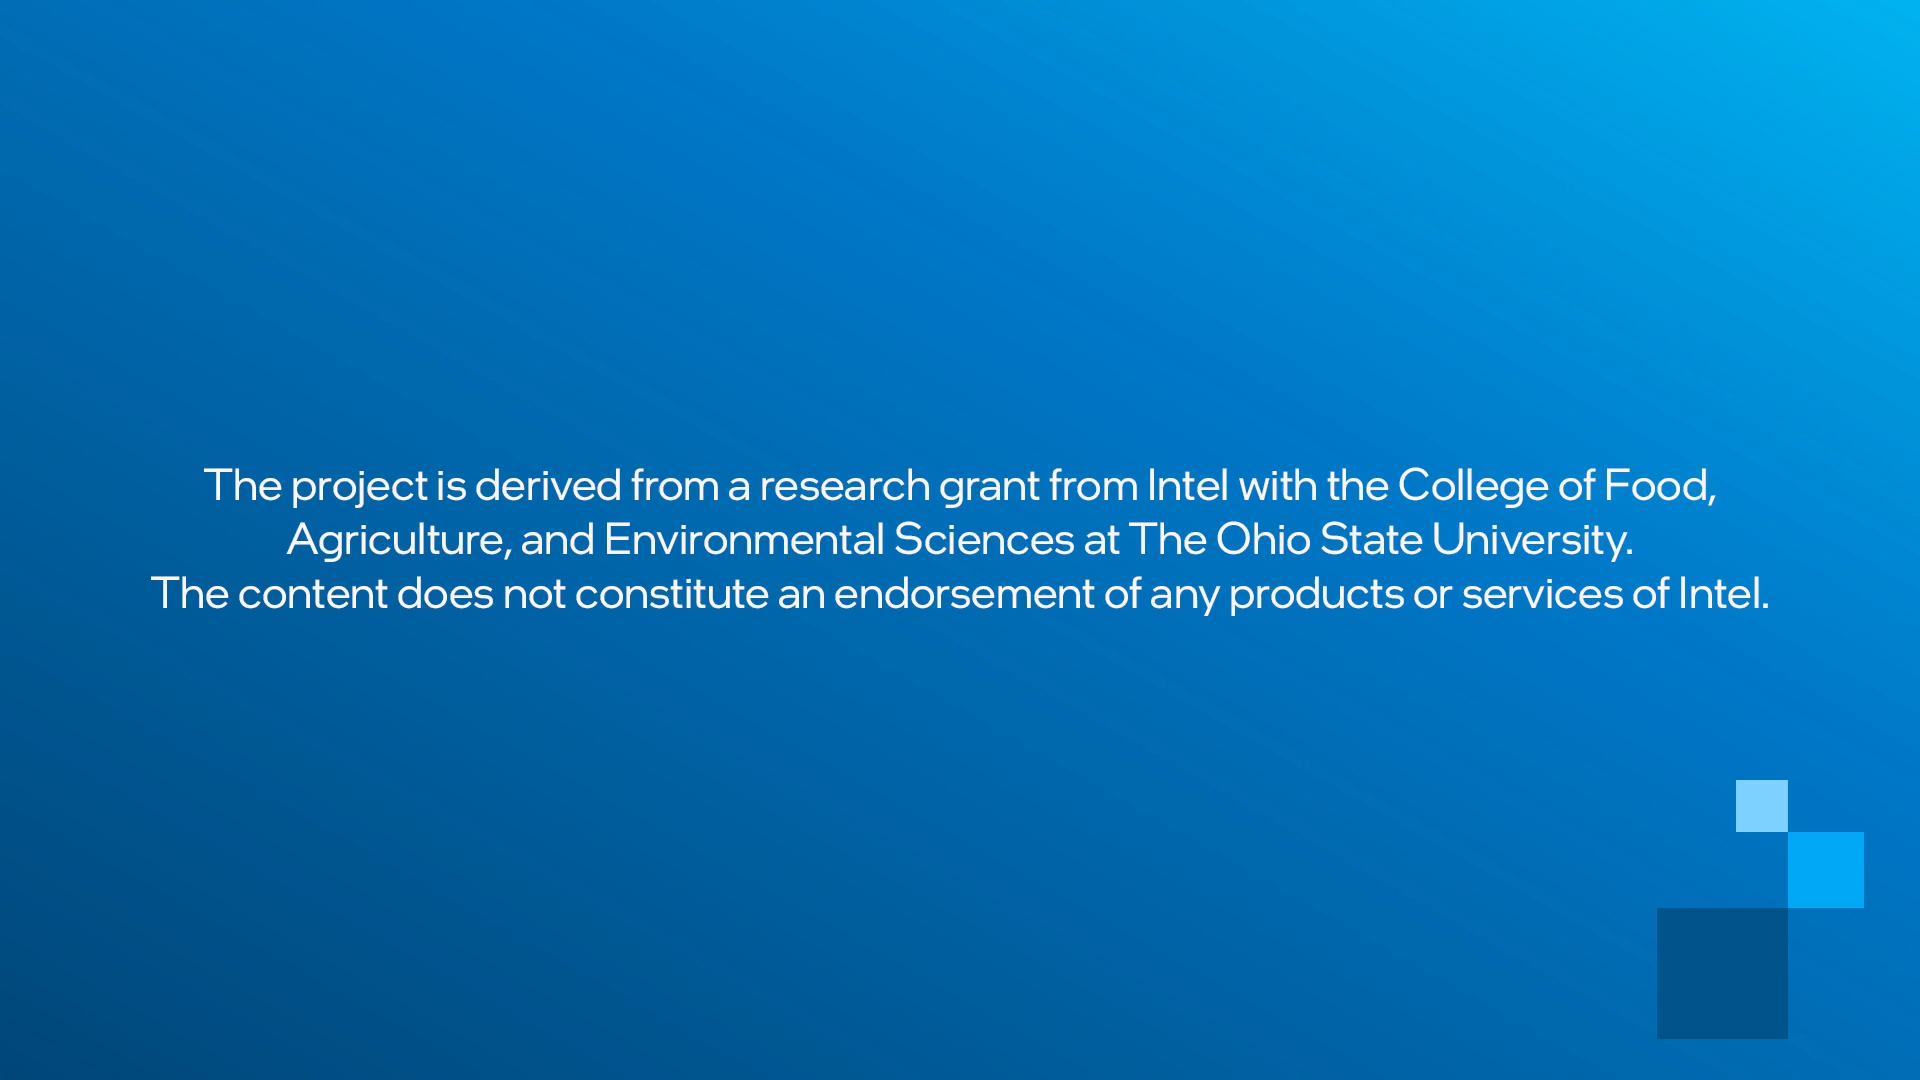 The project is derived from a research grant from Intel with the College of Food,
Agriculture, and Environmental Sciences at The Ohio State University.
The content does not constitute an endorsement of any products or services of Intel.